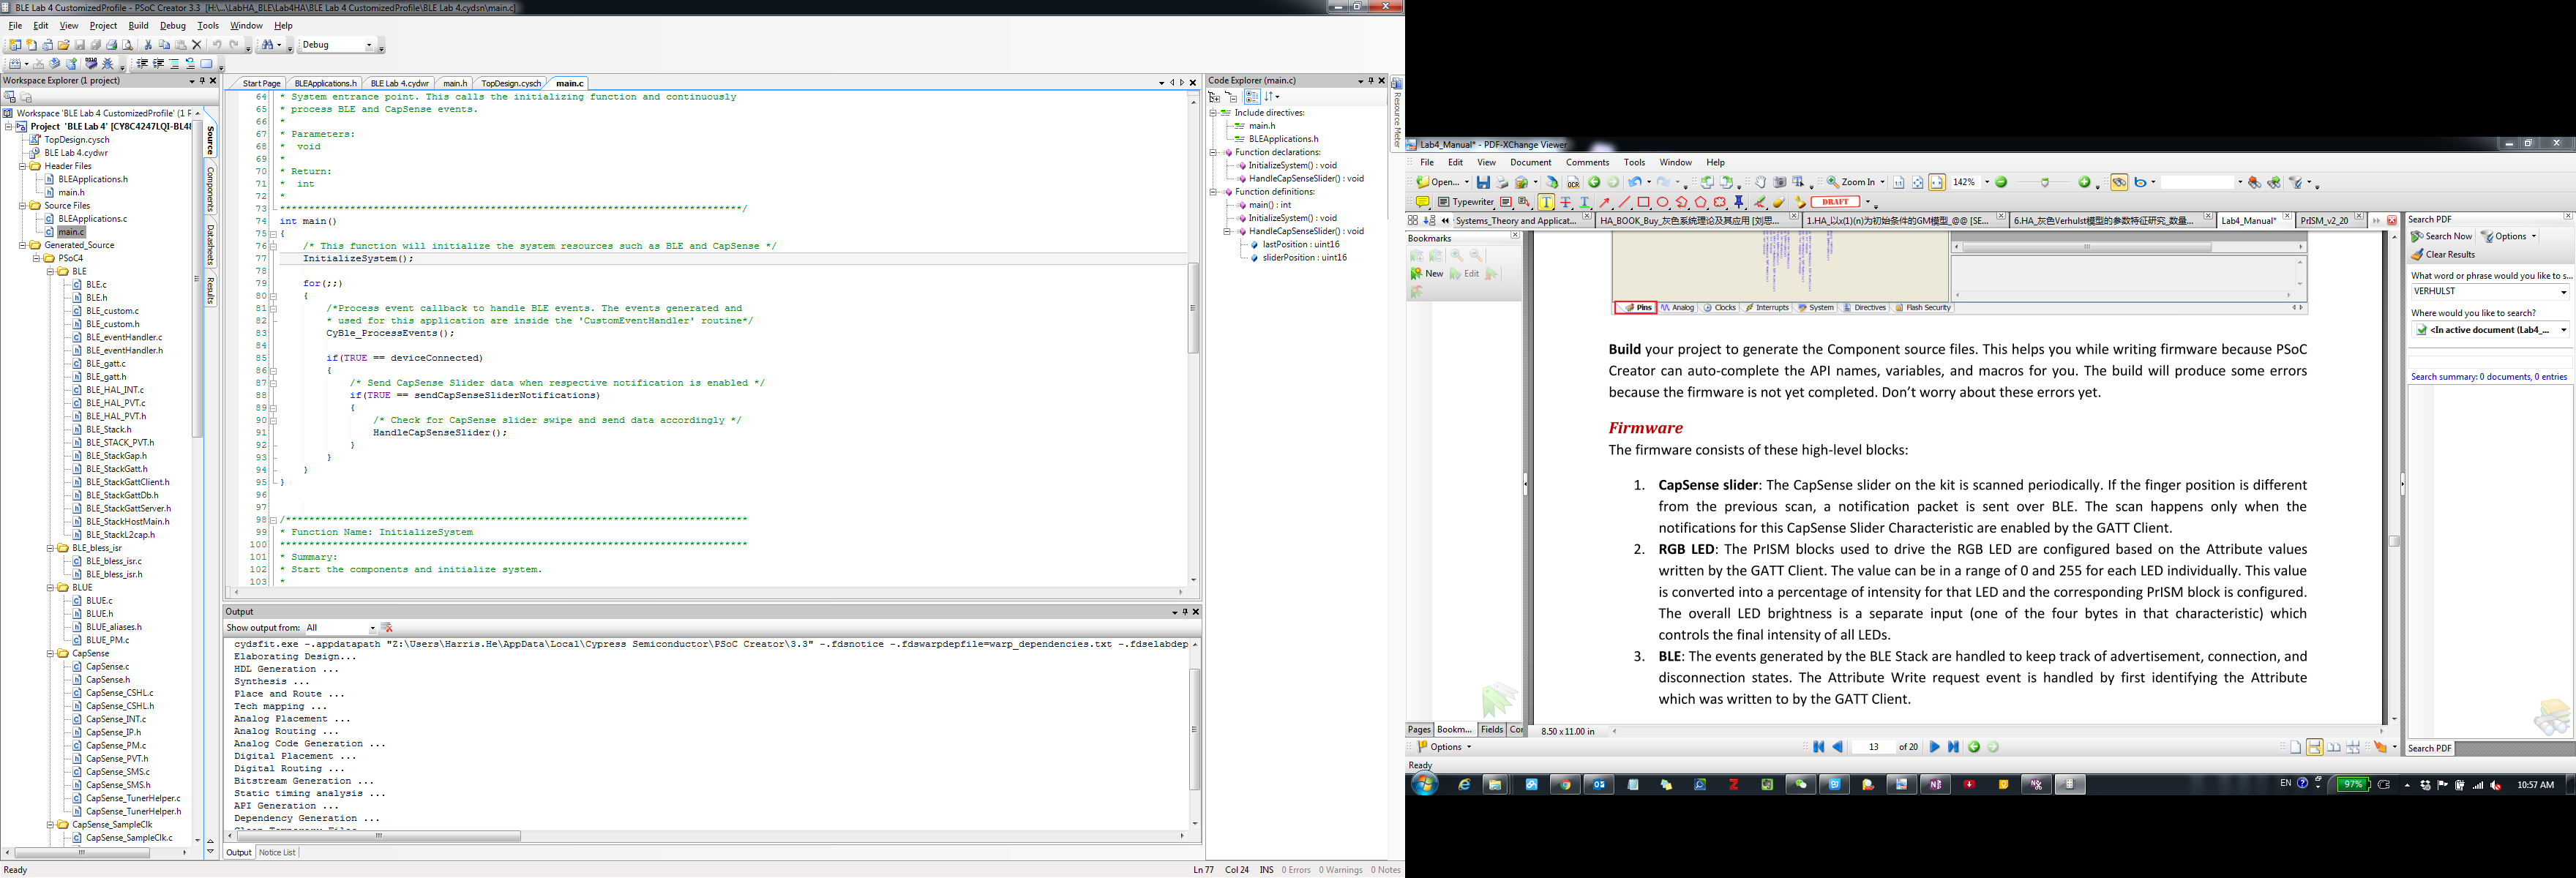 BLE Lab 4 CustomizedProfile - PSoC Creator 3.3 [H:\...\LabHA_BLE\Lab4HA\BLE Lab 4 CustomizedProfile\BLE Lab 4.cydsn\main.c]
File Edit View Project Build Debug Tools Window Help
Debug
Workspace Explorer (1 project)
Workspace 'BLE Lab 4 CustomizedProfile' (1 F
Project 'BLE Lab 4' [CY8C4247LQI-BL48
TopDesign.cysch
BLE Lab 4.cydwr
Header Files
BLEApplications.h
main.h
Source Files
BLEApplications.c
main.c
Generated_Source
PSoC4
BLE
BLE.c
BLE.h
BLE_custom.c
BLE_custom.h
BLE_eventHandler.c
BLE_eventHandler.h
BLE_gatt.c
BLE_gatt.h
BLE_HAL_INT.c
BLE_HAL_PVT.c
BLE_HAL_PVT.h
BLE_Stack.h
BLE_STACK_PVT.h
BLE_StackGap.h
BLE_StackGatt.h
BLE_StackGattClient.h
BLE_StackGattDb.h
BLE_StackGattServer.h
BLE_StackHostMain.h
BLE_StackL2cap.h
BLE_bless_isr
BLE_bless_isr.c
BLE_bless_isr.h
BLUE
BLUE.c
BLUE.h
BLUE_aliases.h
BLUE_PM.c
CapSense
CapSense.c
CapSense.h
CapSense_CSHL.c
CapSense_CSHL.h
CapSense_INT.c
CapSense_IP.h
CapSense_PM.c
CapSense_PVT.h
CapSense_SMS.c
CapSense_SMS.h
CapSense_TunerHelper.c
CapSense_TunerHelper.h
CapSense_SampleClk
CapSense_SampleClk.c
Source
Components
Datasheets
Results
Start Page BLEApplications.h BLE Lab 4.cydwr main.h TopDesign.cysch main.c
64 * System entrance point. This calls the initializing function and continuously
65 * process BLE and CapSense events.
66 *
67 * Parameters:
68 * void
69 *
70 * Return:
71 * int
72 *
73 *******************************************************************************/
74 int main()
75 {
76 /* This function will initialize the system resources such as BLE and CapSense */
77 InitializeSystem();
78
79 for(;;)
80 {
81 /*Process event callback to handle BLE events. The events generated and
82 * used for this application are inside the 'CustomEventHandler' routine*/
83 CyBle_ProcessEvents();
84
85 if(TRUE == deviceConnected)
86 {
87 /* Send CapSense Slider data when respective notification is enabled */
88 if(TRUE == sendCapSenseSliderNotifications)
89 {
90 /* Check for CapSense slider swipe and send data accordingly */
91 HandleCapSenseSlider();
92 }
93 }
94 }
95 }
96
97
98 /*******************************************************************************
99 * Function Name: InitializeSystem
100 ********************************************************************************
101 * Summary:
102 * Start the components and initialize system.
103 *
Output
Show output from: All
cydsfit.exe -.appdatapath "Z:\Users\Harris.He\AppData\Local\Cypress Semiconductor\PSoC Creator\3.3" -.fdsnotice -.fdswarpdepfile=warp_dependencies.txt -.fdselabdep
Elaborating Design...
HDL Generation ...
Synthesis ...
Place and Route ...
Tech mapping ...
Analog Placement ...
Analog Routing ...
Analog Code Generation ...
Digital Placement ...
Digital Routing ...
Bitstream Generation ...
Static timing analysis ...
API Generation ...
Dependency Generation ...
Output Notice List
Ready
Ln 77 Col 24 INS 0 Errors 0 Warnings 0 Notes
Code Explorer (main.c)
Include directives:
main.h
BLEApplications.h
Function declarations:
InitializeSystem() : void
HandleCapSenseSlider() : void
Function definitions:
main() : int
InitializeSystem() : void
HandleCapSenseSlider() : void
lastPosition : uint16
sliderPosition : uint16
Resource Meter
Lab4_Manual* - PDF-XChange Viewer
File Edit View Document Comments Tools Window Help
Open... OCR Zoom In 142%
Typewriter DRAFT
Systems_Theory and Applicat... HA_BOOK_Buy_灰色系统理论及其应用 [刘思... 1.HA_以x(1)(n)为初始条件的GM模型_@@ [SE... 6.HA_灰色Verhulst模型的参数特征研究_数量... Lab4_Manual* PrISM_v2_20
Bookmarks
New Edit
Pins Analog Clocks Interrupts System Directives Flash Security
Build your project to generate the Component source files. This helps you while writing firmware because PSoC
Creator can auto-complete the API names, variables, and macros for you. The build will produce some errors
because the firmware is not yet completed. Don't worry about these errors yet.
Firmware
The firmware consists of these high-level blocks:
1. CapSense slider: The CapSense slider on the kit is scanned periodically. If the finger position is different
from the previous scan, a notification packet is sent over BLE. The scan happens only when the
notifications for this CapSense Slider Characteristic are enabled by the GATT Client.
2. RGB LED: The PrISM blocks used to drive the RGB LED are configured based on the Attribute values
written by the GATT Client. The value can be in a range of 0 and 255 for each LED individually. This value
is converted into a percentage of intensity for that LED and the corresponding PrISM block is configured.
The overall LED brightness is a separate input (one of the four bytes in that characteristic) which
controls the final intensity of all LEDs.
3. BLE: The events generated by the BLE Stack are handled to keep track of advertisement, connection, and
disconnection states. The Attribute Write request event is handled by first identifying the Attribute
which was written to by the GATT Client.
Pages Bookm... Fields Cor
8.50 x 11.00 in
Options
13 of 20
Ready
Search PDF
Search Now Options
Clear Results
What word or phrase would you like to s...
VERHULST
Where would you like to search?
<In active document (Lab4_...
Search summary: 0 documents, 0 entries
Search PDF
EN 97% 10:57 AM